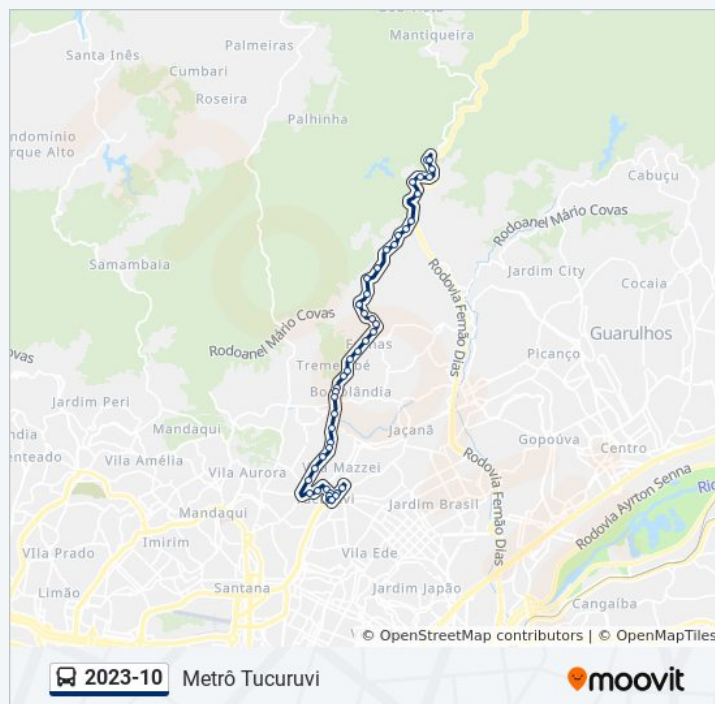 Mantiqueira
Palmeiras
Santa Inês
Cumbari
Roseira
Palhinha
ndomínio
rque Alto
Cabuçu
Rodoanel Mário Covas
Samambaia
Jardim City
Cocaia
Rodovia Fernão Dias
Guarulhos
Rodoanel Mário Covas
ovas
Picanço
Tremembé
Jardim Peri
Mandaqui
Jaçanã
Gopoúva
Centro
ndia
enteado
Vila Amélia
Vila Aurora
Vila Mazzei
Rodovia Fernão Dias
Rodovia Ayrton Senna
Mandaqui
Jardim Brasil
Vila Prado
Imirim
Vila Ede
Santana
Limão
Jardim Japão
Cangaíba
© OpenStreetMap contributors | © OpenMapTiles
2023-10
Metrô Tucuruvi
moovit